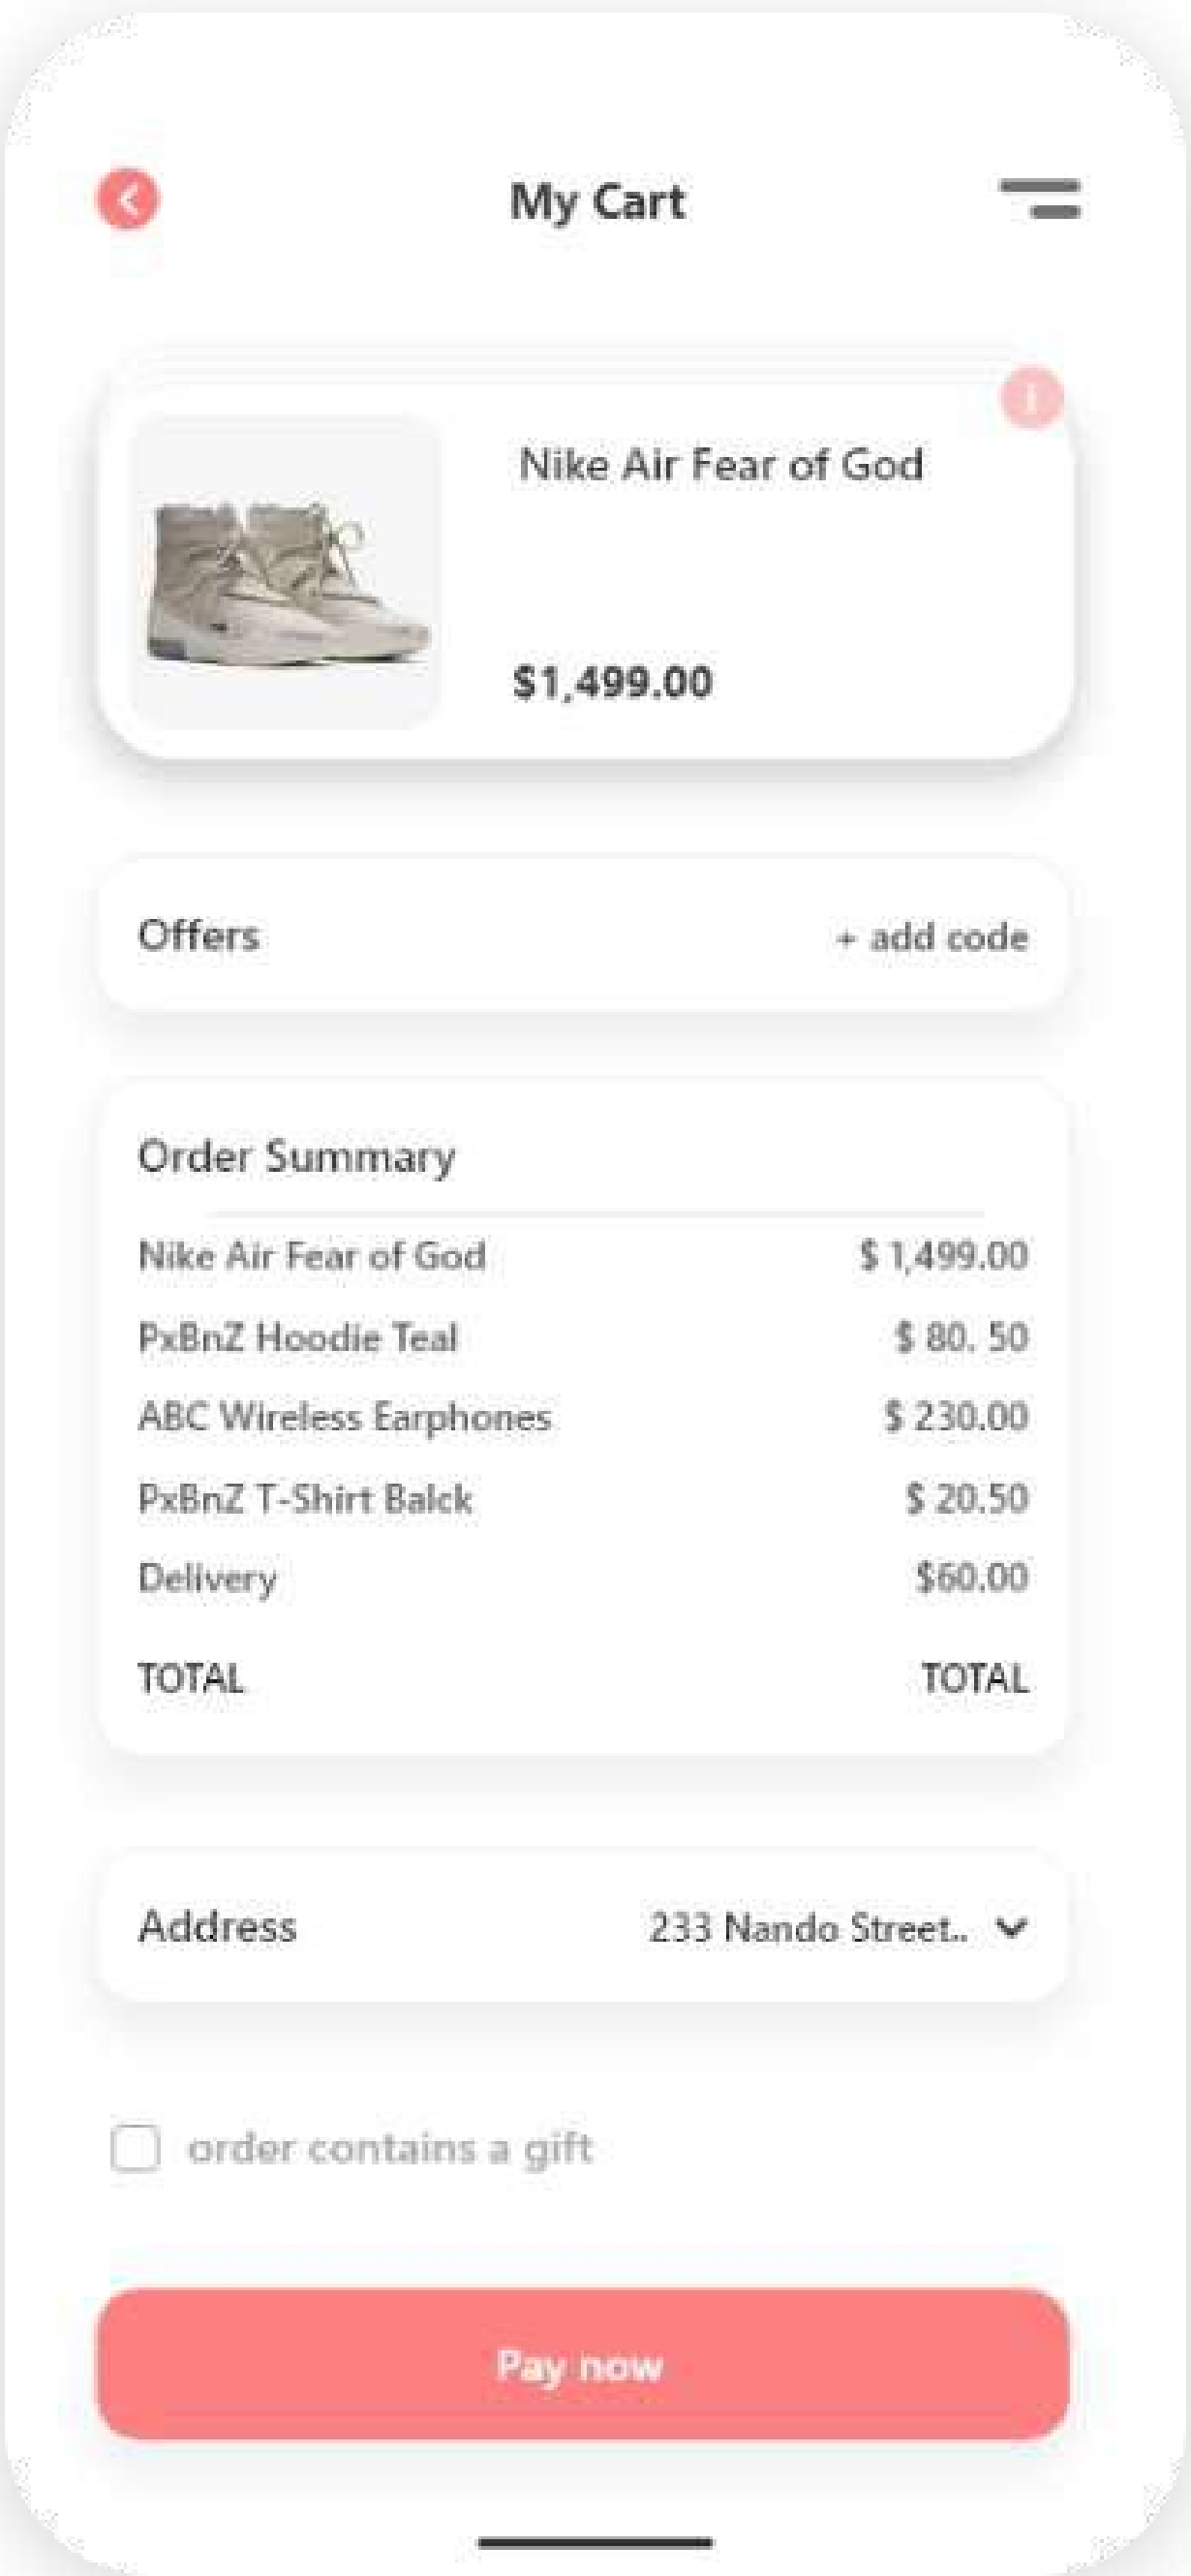 My Cart
i
Nike Air Fear of God
$1,499.00
Offers + add code
Order Summary
Nike Air Fear of God $ 1,499.00
PxBnZ Hoodie Teal $ 80. 50
ABC Wireless Earphones $ 230.00
PxBnZ T-Shirt Balck $ 20.50
Delivery $60.00
TOTAL TOTAL
Address 233 Nando Street..
order contains a gift
Pay now